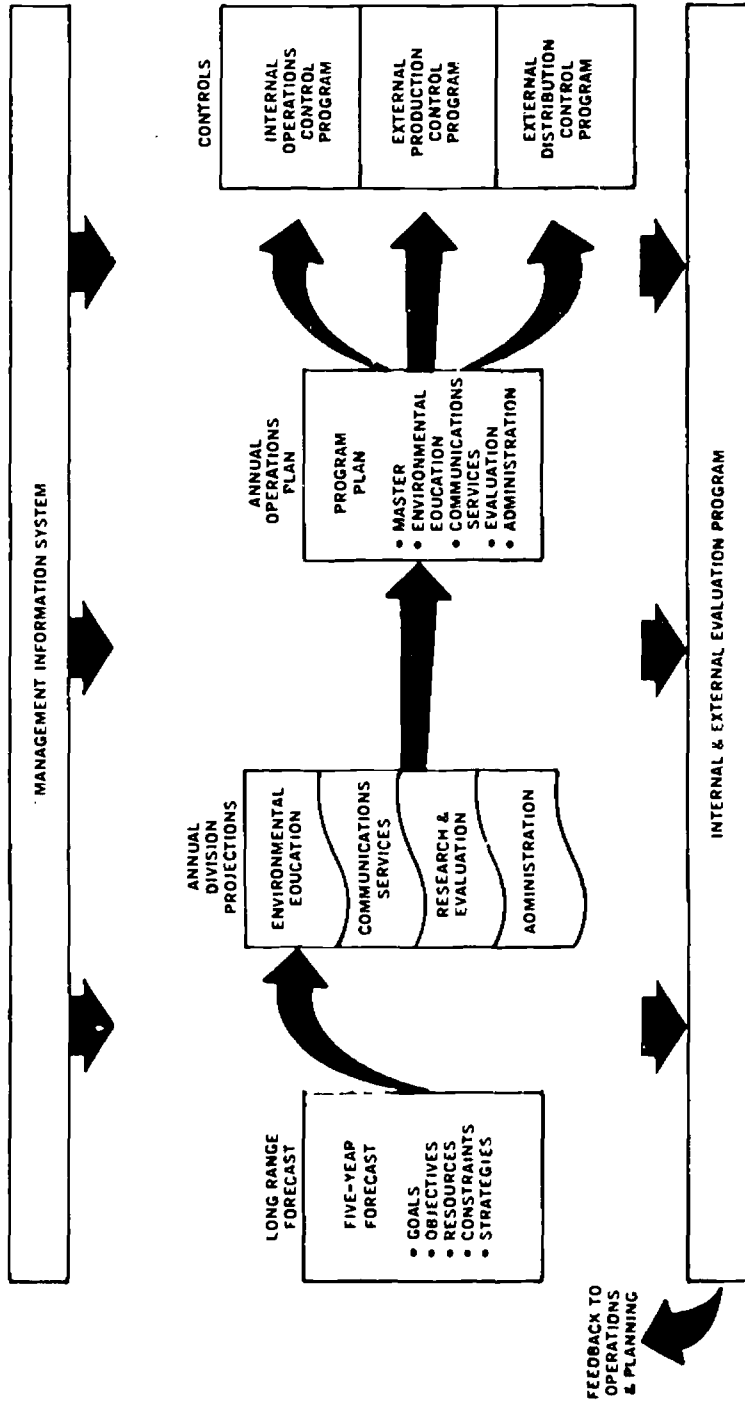 MANAGEMENT INFORMATION SYSTEM
LONG RANGE
FORECAST
FIVE-YEAR
FORECAST
• GOALS
• OBJECTIVES
• RESOURCES
• CONSTRAINTS
• STRATEGIES
ANNUAL
DIVISION
PROJECTIONS
ENVIRONMENTAL
EDUCATION
COMMUNICATIONS
SERVICES
RESEARCH &
EVALUATION
ADMINISTRATION
ANNUAL
OPERATIONS
PLAN
PROGRAM
PLAN
• MASTER
• ENVIRONMENTAL
EDUCATION
• COMMUNICATIONS
SERVICES
• EVALUATION
• ADMINISTRATION
CONTROLS
INTERNAL
OPERATIONS
CONTROL
PROGRAM
EXTERNAL
PRODUCTION
CONTROL
PROGRAM
EXTERNAL
DISTRIBUTION
CONTROL
PROGRAM
FEEDBACK TO
OPERATIONS
& PLANNING
INTERNAL & EXTERNAL EVALUATION PROGRAM